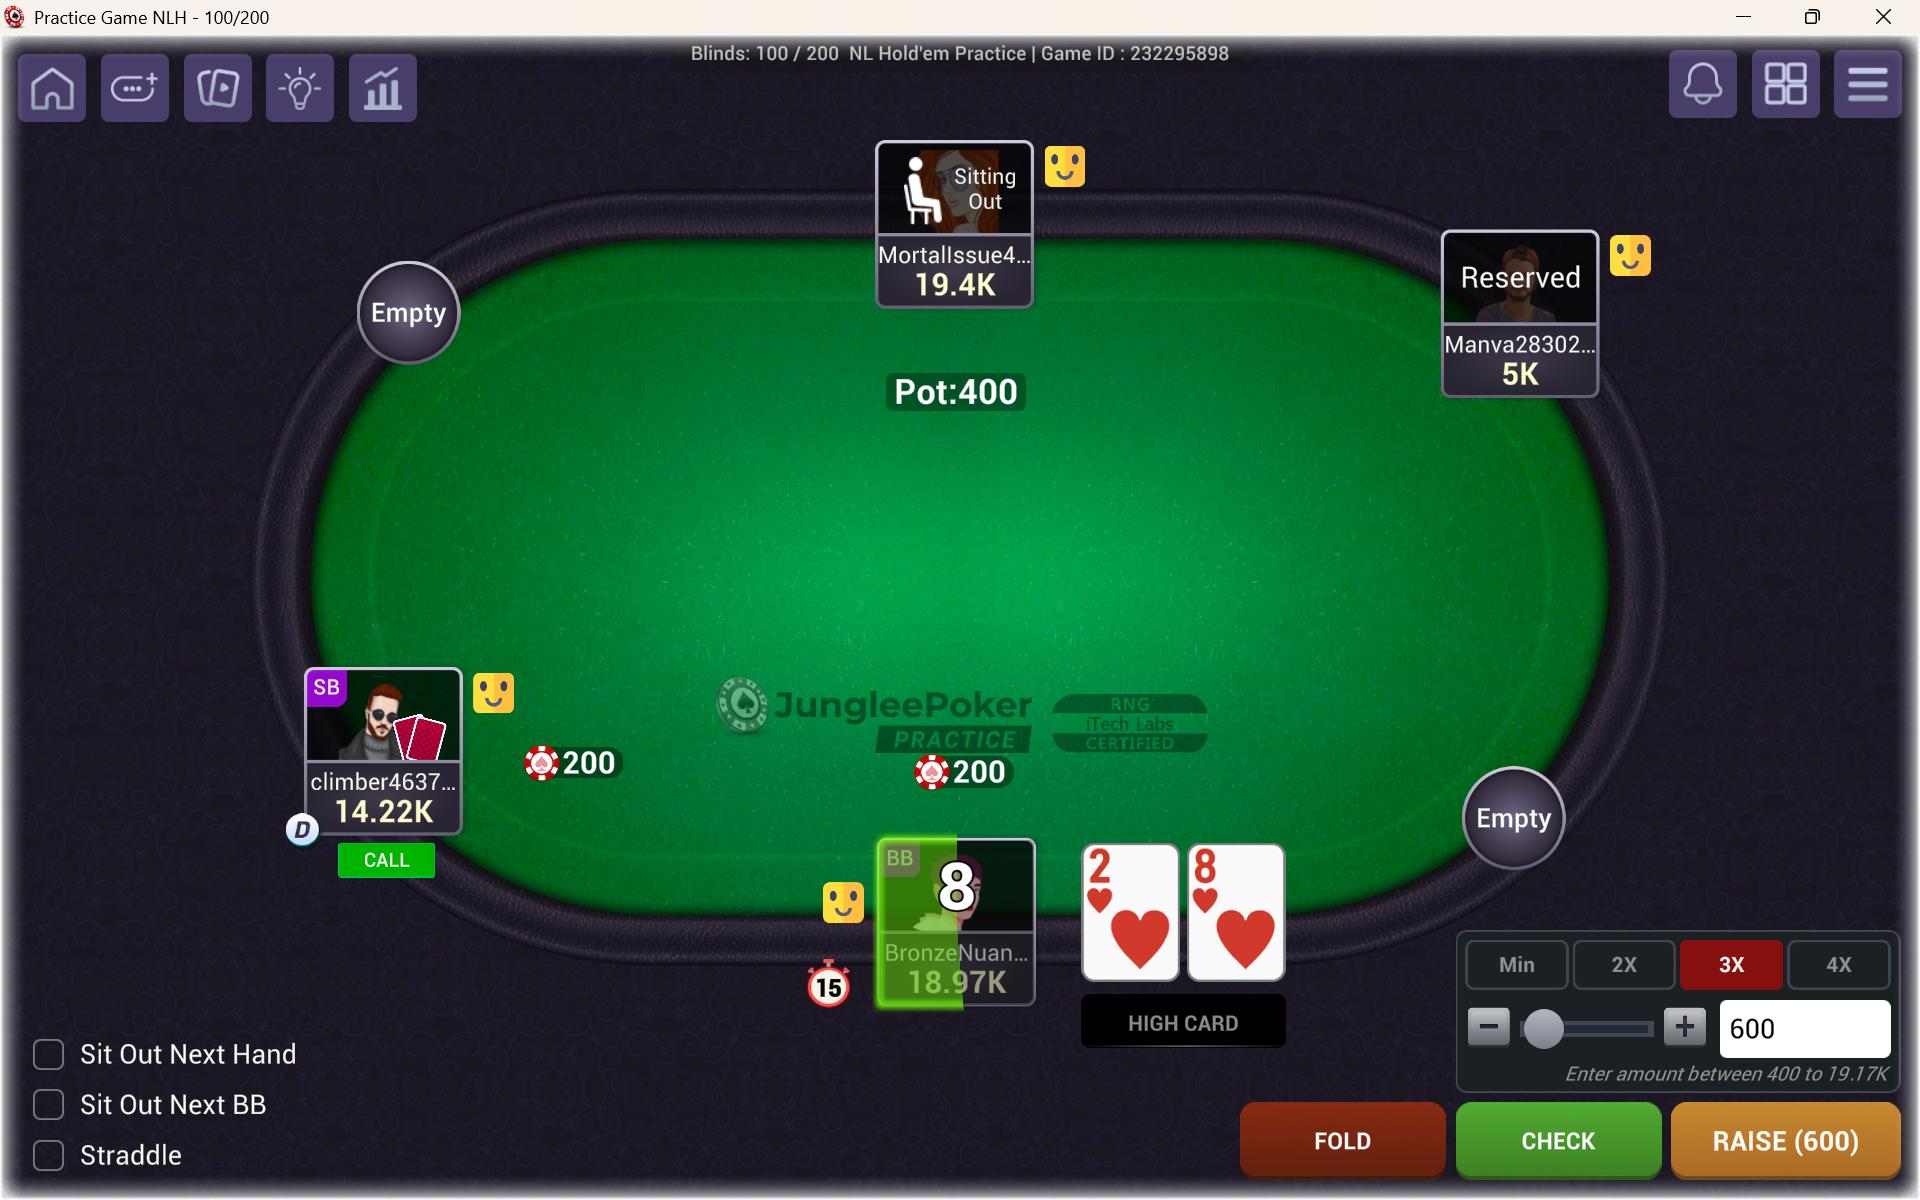 Practice Game NLH - 100/200
Blinds: 100 / 200 NL Hold'em Practice | Game ID : 232295898
Sitting
Out
MortalIssue4...
19.4K
Reserved
Manva28302...
5K
Empty
Pot:400
SB
climber4637...
14.22K
D
CALL
200
JungleePoker
PRACTICE
RNG
iTech Labs
CERTIFIED
200
Empty
BB
8
BronzeNuan...
18.97K
15
2
8
HIGH CARD
Min
2X
3X
4X
600
Enter amount between 400 to 19.17K
Sit Out Next Hand
Sit Out Next BB
Straddle
FOLD
CHECK
RAISE (600)